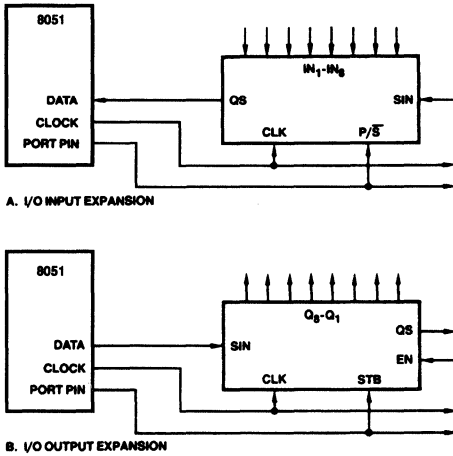 8051
IN₁-IN₈
DATA
QS
SIN
CLOCK
CLK
P/S̅
PORT PIN
A. I/O INPUT EXPANSION
8051
Q₈-Q₁
QS
DATA
SIN
EN
CLOCK
CLK
STB
PORT PIN
B. I/O OUTPUT EXPANSION